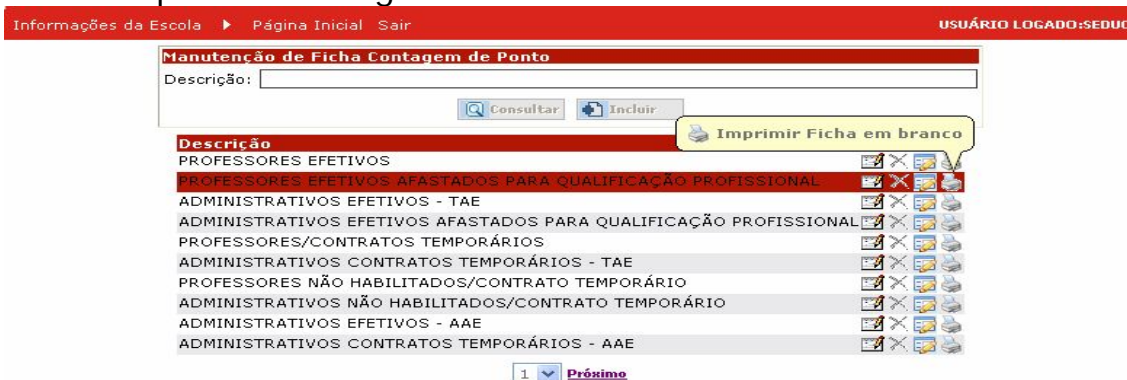 Informações da Escola ▶ Página Inicial Sair USUÁRIO LOGADO:SEDUC
Manutenção de Ficha Contagem de Ponto
Descrição:
Consultar Incluir
Imprimir Ficha em branco
Descrição
PROFESSORES EFETIVOS
PROFESSORES EFETIVOS AFASTADOS PARA QUALIFICAÇÃO PROFISSIONAL
ADMINISTRATIVOS EFETIVOS - TAE
ADMINISTRATIVOS EFETIVOS AFASTADOS PARA QUALIFICAÇÃO PROFISSIONAL
PROFESSORES/CONTRATOS TEMPORÁRIOS
ADMINISTRATIVOS CONTRATOS TEMPORÁRIOS - TAE
PROFESSORES NÃO HABILITADOS/CONTRATO TEMPORÁRIO
ADMINISTRATIVOS NÃO HABILITADOS/CONTRATO TEMPORÁRIO
ADMINISTRATIVOS EFETIVOS - AAE
ADMINISTRATIVOS CONTRATOS TEMPORÁRIOS - AAE
1 Próximo